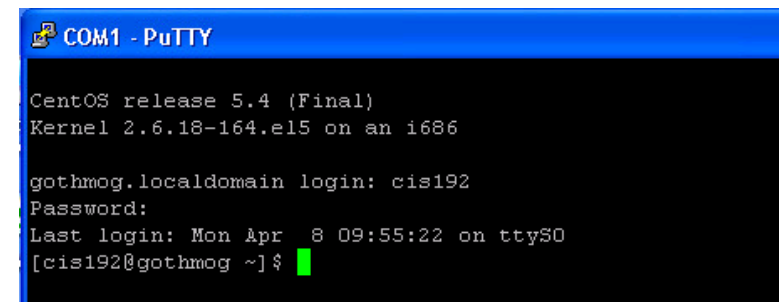 COM1 - PuTTY
CentOS release 5.4 (Final)
Kernel 2.6.18-164.el5 on an i686
gothmog.localdomain login: cis192
Password:
Last login: Mon Apr  8 09:55:22 on ttyS0
[cis192@gothmog ~]$